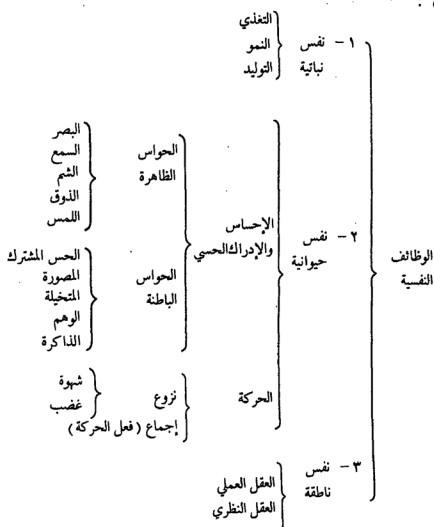 الوظائف النفسية
١ - نفس نباتية
التغذي
النمو
التوليد
٢ - نفس حيوانية
الإحساس والإدراك الحسي
الحواس الظاهرة
البصر
السمع
الشم
الذوق
اللمس
الحواس الباطنة
الحس المشترك
المصورة
المتخيلة
الوهم
الذاكرة
الحركة
نزوع
شهوة
غضب
إجماع (فعل الحركة)
٣ - نفس ناطقة
العقل العملي
العقل النظري